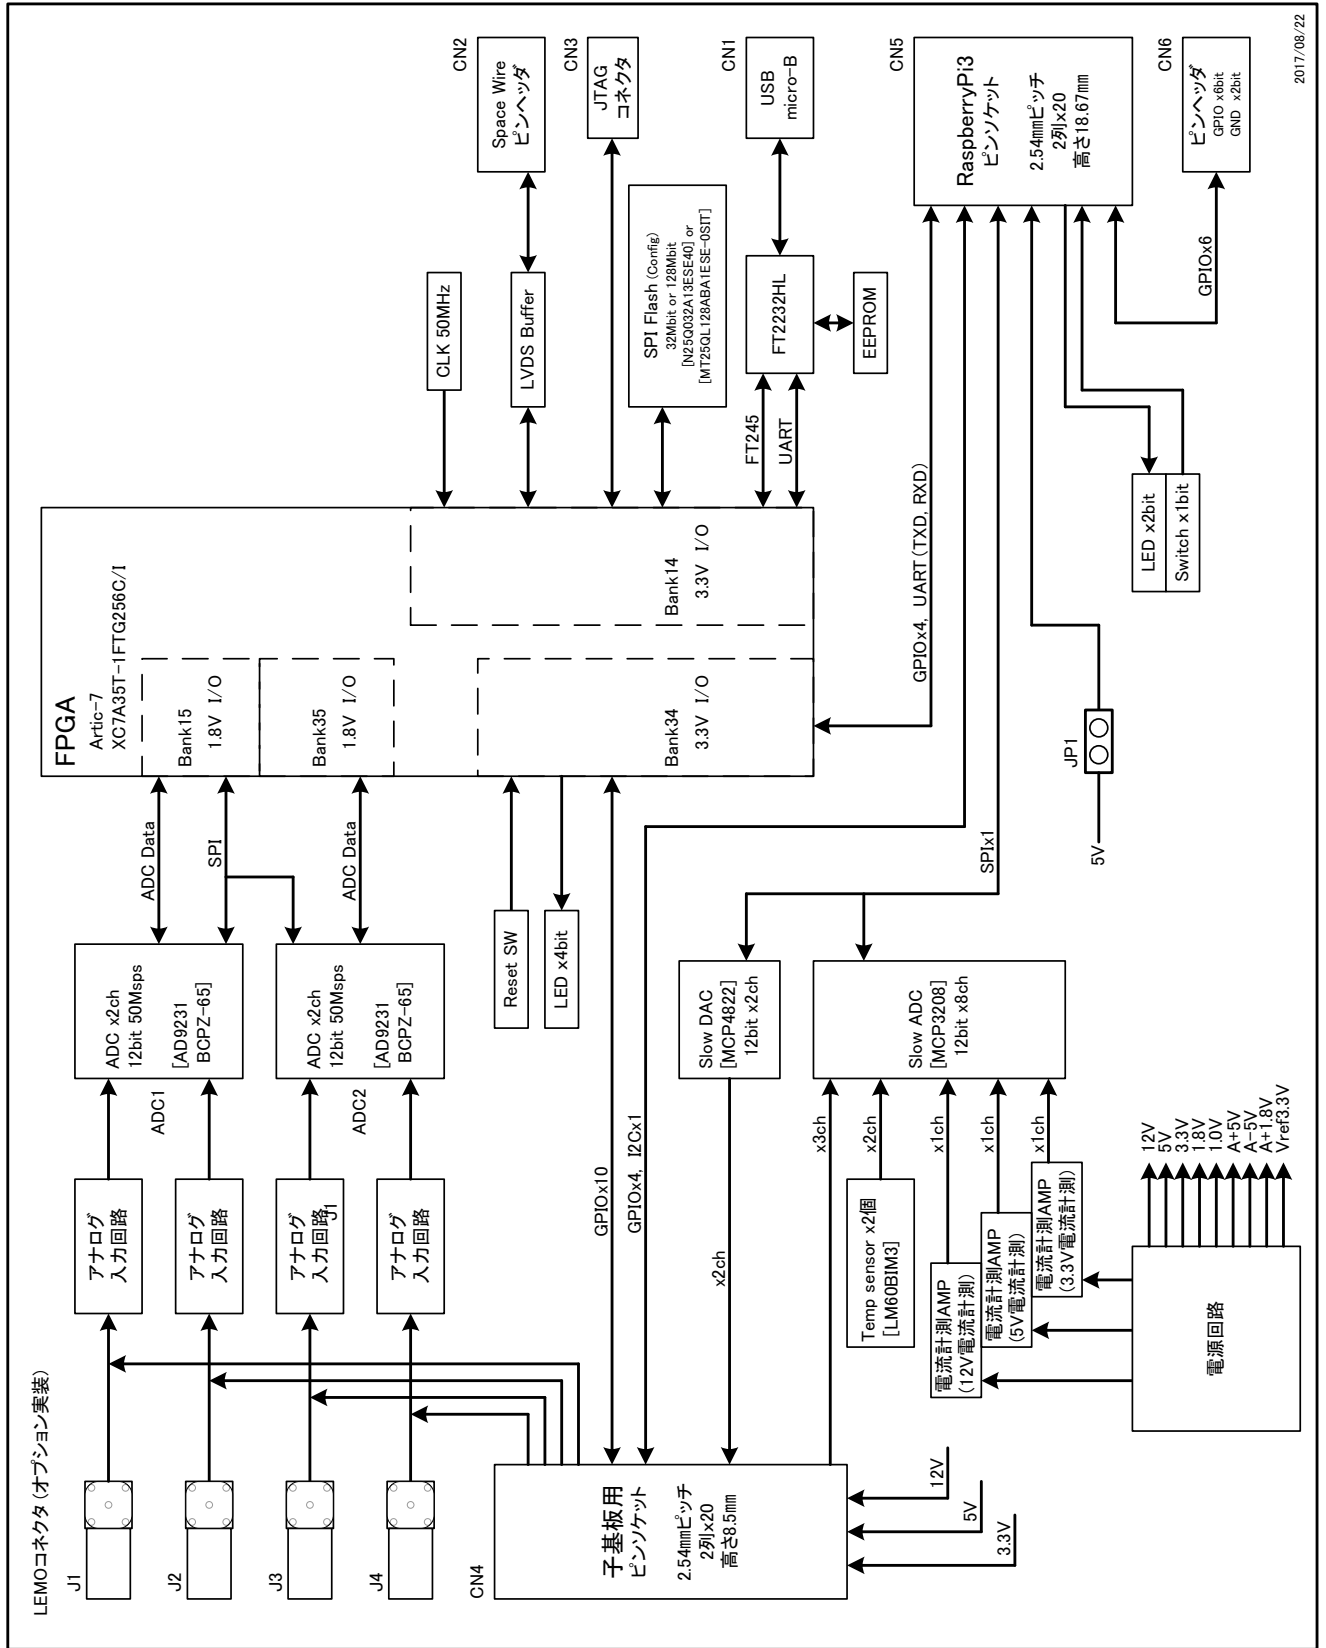 LEMOコネクタ(オプション実装)
J1
J2
J3
J4
アナログ
入力回路
アナログ
入力回路
アナログ
入力回路
J1
アナログ
入力回路
ADC x2ch
12bit 50Msps
[AD9231
BCPZ-65]
ADC1
ADC x2ch
12bit 50Msps
[AD9231
BCPZ-65]
ADC2
ADC Data
SPI
ADC Data
FPGA
Artic-7
XC7A35T-1FTG256C/I
Bank15
1.8V I/O
Bank35
1.8V I/O
Bank34
3.3V I/O
Bank14
3.3V I/O
Reset SW
LED x4bit
CLK 50MHz
LVDS Buffer
CN2
Space Wire
ピンヘッダ
CN3
JTAG
コネクタ
SPI Flash (Config)
32Mbit or 128Mbit
[N25Q032A13ESE40] or
[MT25QL128ABA1ESE-0SIT]
CN1
USB
micro-B
FT2232HL
FT245
UART
EEPROM
CN4
子基板用
ピンソケット
2.54mmピッチ
2列x20
高さ8.5mm
12V
5V
3.3V
GPIOx10
GPIOx4, I2Cx1
x2ch
x3ch
Slow DAC
[MCP4822]
12bit x2ch
Slow ADC
[MCP3208]
12bit x8ch
x2ch
x1ch
x1ch
x1ch
Temp sensor x2個
[LM60BIM3]
電流計測AMP
(12V電流計測)
電流計測AMP
(5V電流計測)
電流計測AMP
(3.3V電流計測)
電源回路
12V
5V
3.3V
1.8V
1.0V
A+5V
A-5V
A+1.8V
Vref3.3V
GPIOx4, UART(TXD, RXD)
SPIx1
5V
JP1
CN5
RaspberryPi3
ピンソケット
2.54mmピッチ
2列x20
高さ18.67mm
LED x2bit
Switch x1bit
GPIOx6
CN6
ピンヘッダ
GPIO x6bit
GND x2bit
2017/08/22